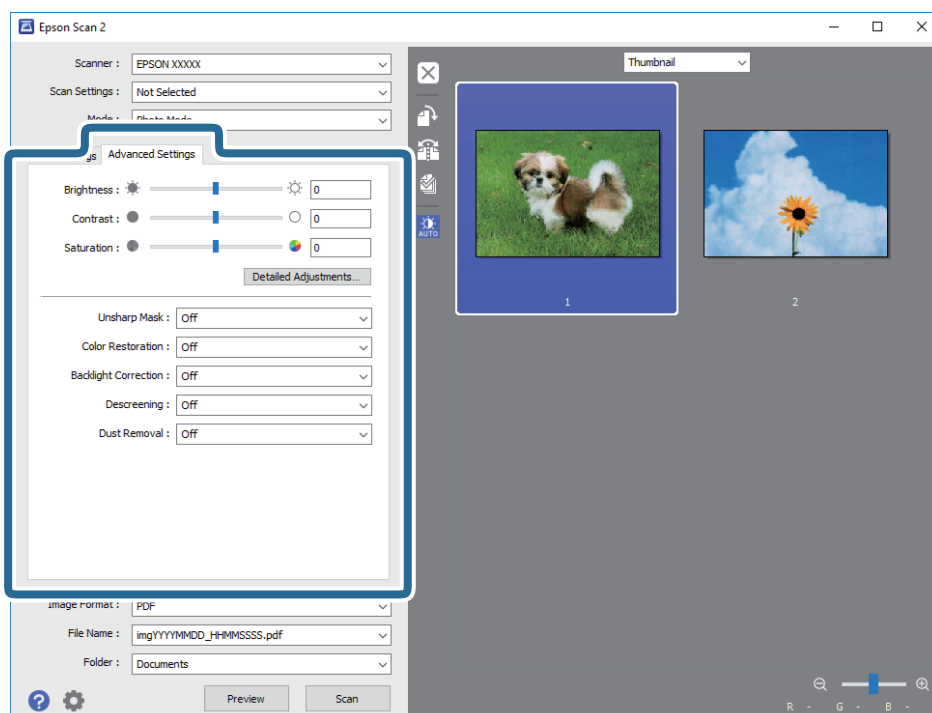 Epson Scan 2
Scanner : EPSON XXXXX
Scan Settings : Not Selected
Thumbnail
Advanced Settings
Brightness : 0
Contrast : 0
Saturation : 0
Detailed Adjustments...
Unsharp Mask : Off
Color Restoration : Off
Backlight Correction : Off
Descreening : Off
Dust Removal : Off
Image Format : PDF
File Name : imgYYYYMMDD_HHMMSSSS.pdf
Folder : Documents
? Preview Scan
AUTO
1
2
R - G - B -